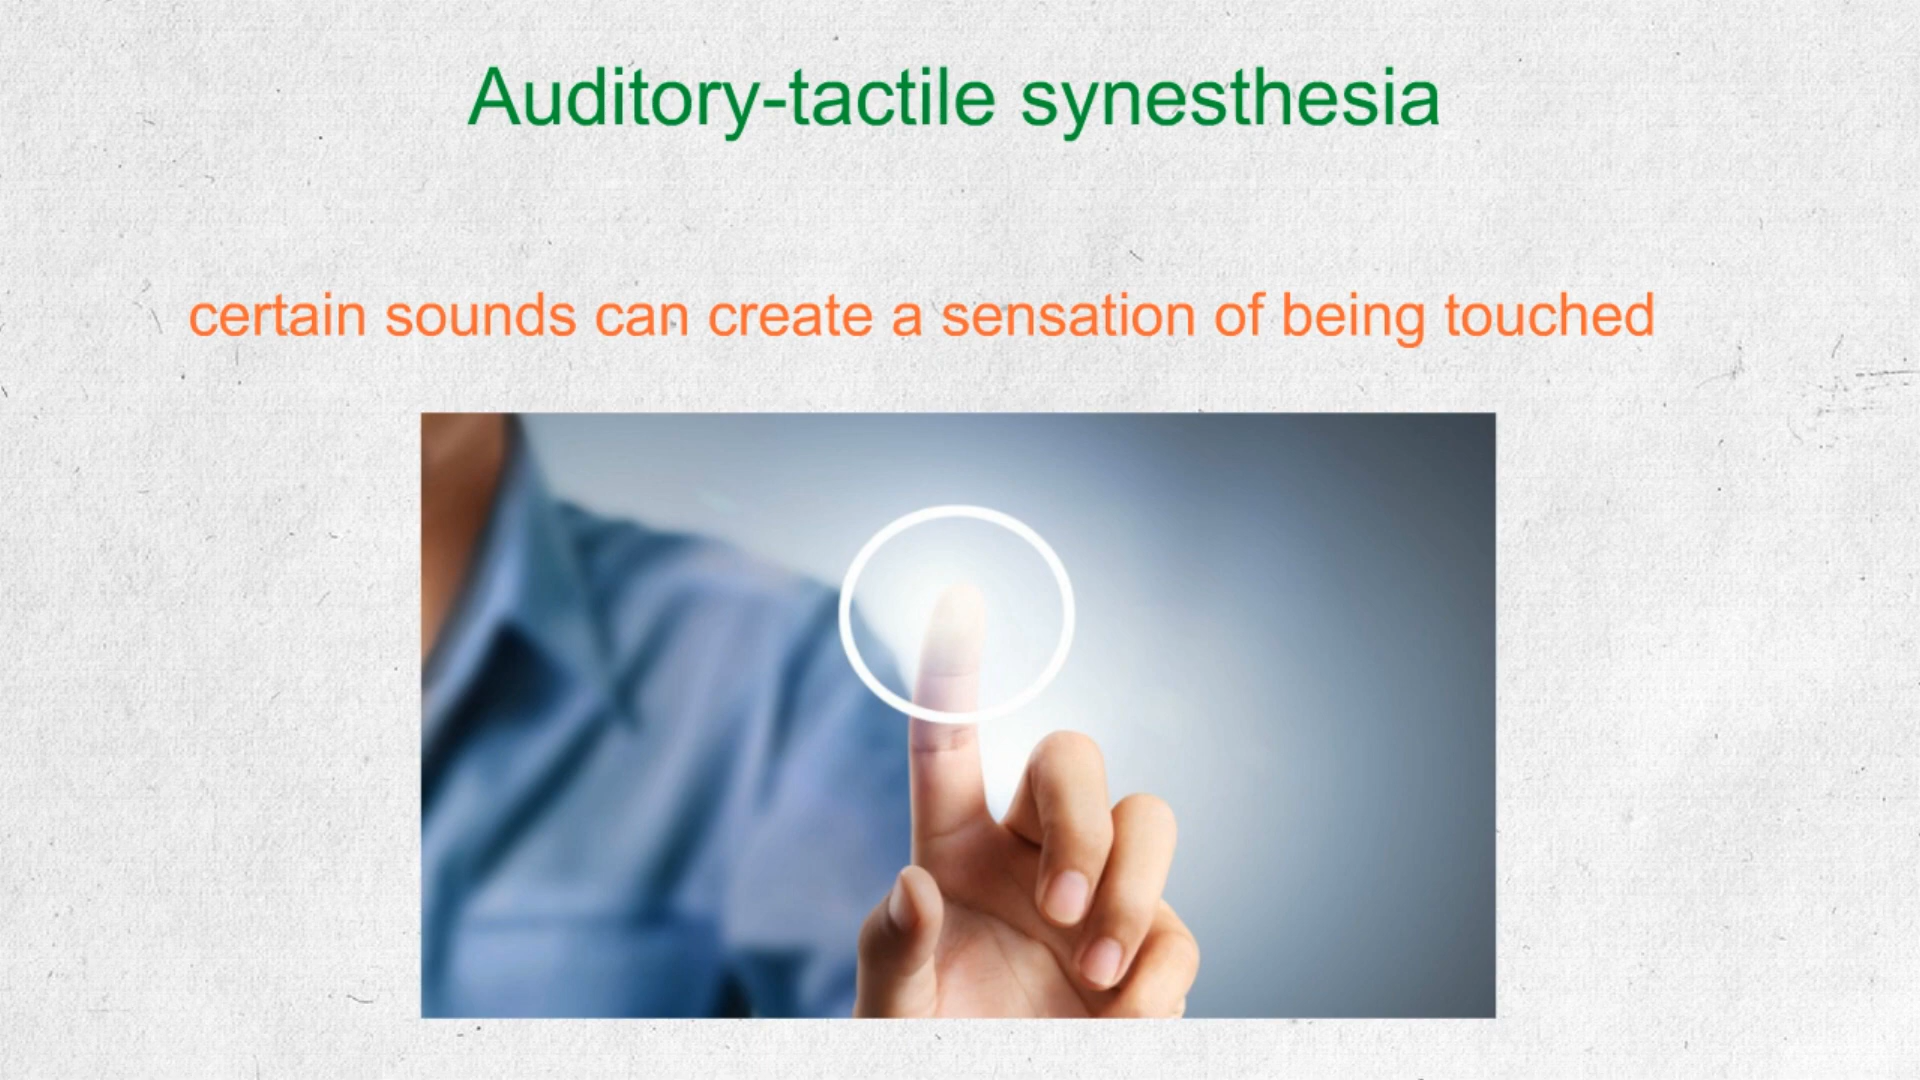 Auditory-tactile synesthesia
certain sounds can create a sensation of being touched